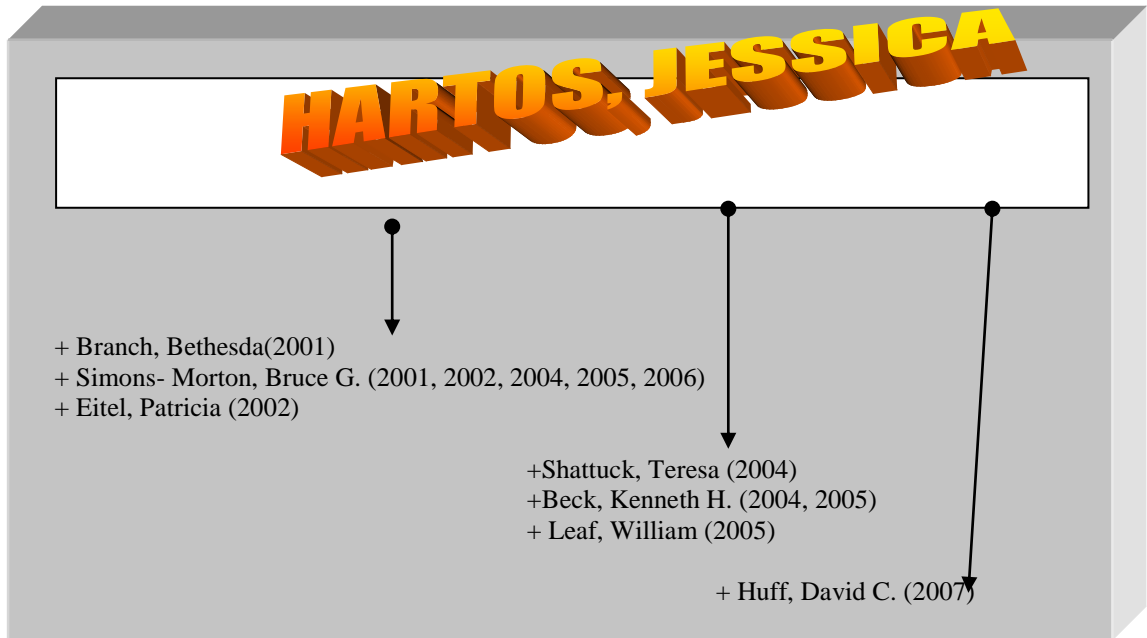 HARTOS, JESSICA
+ Branch, Bethesda(2001)
+ Simons- Morton, Bruce G. (2001, 2002, 2004, 2005, 2006)
+ Eitel, Patricia (2002)
+Shattuck, Teresa (2004)
+Beck, Kenneth H. (2004, 2005)
+ Leaf, William (2005)
+ Huff, David C. (2007)